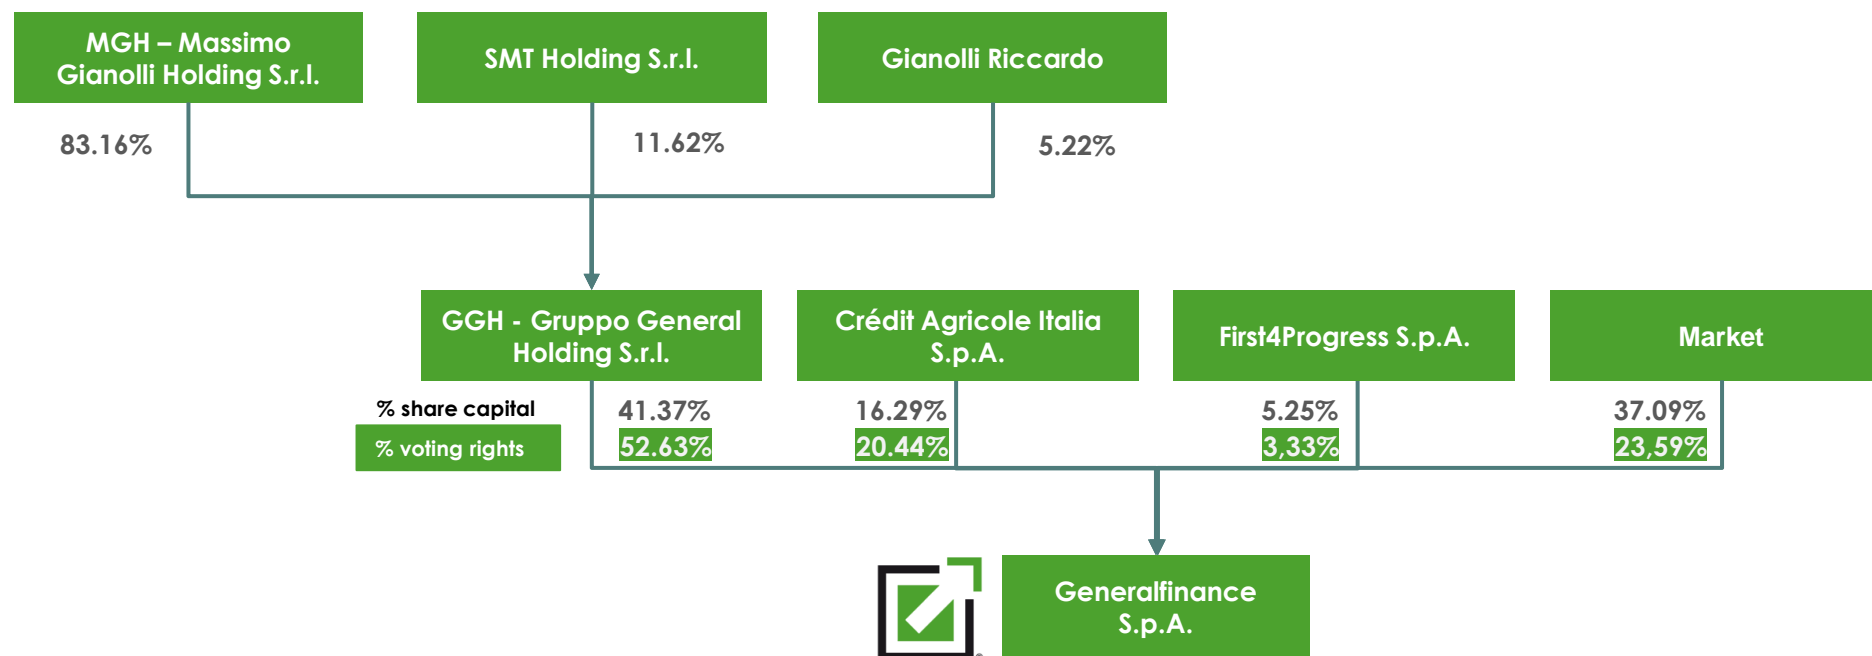 MGH – Massimo
Gianolli Holding S.r.l.
SMT Holding S.r.l.
Gianolli Riccardo
83.16%
11.62%
5.22%
GGH - Gruppo General
Holding S.r.l.
Crédit Agricole Italia
S.p.A.
First4Progress S.p.A.
Market
% share capital
41.37%
16.29%
5.25%
37.09%
% voting rights
52.63%
20.44%
3,33%
23,59%
Generalfinance
S.p.A.
®